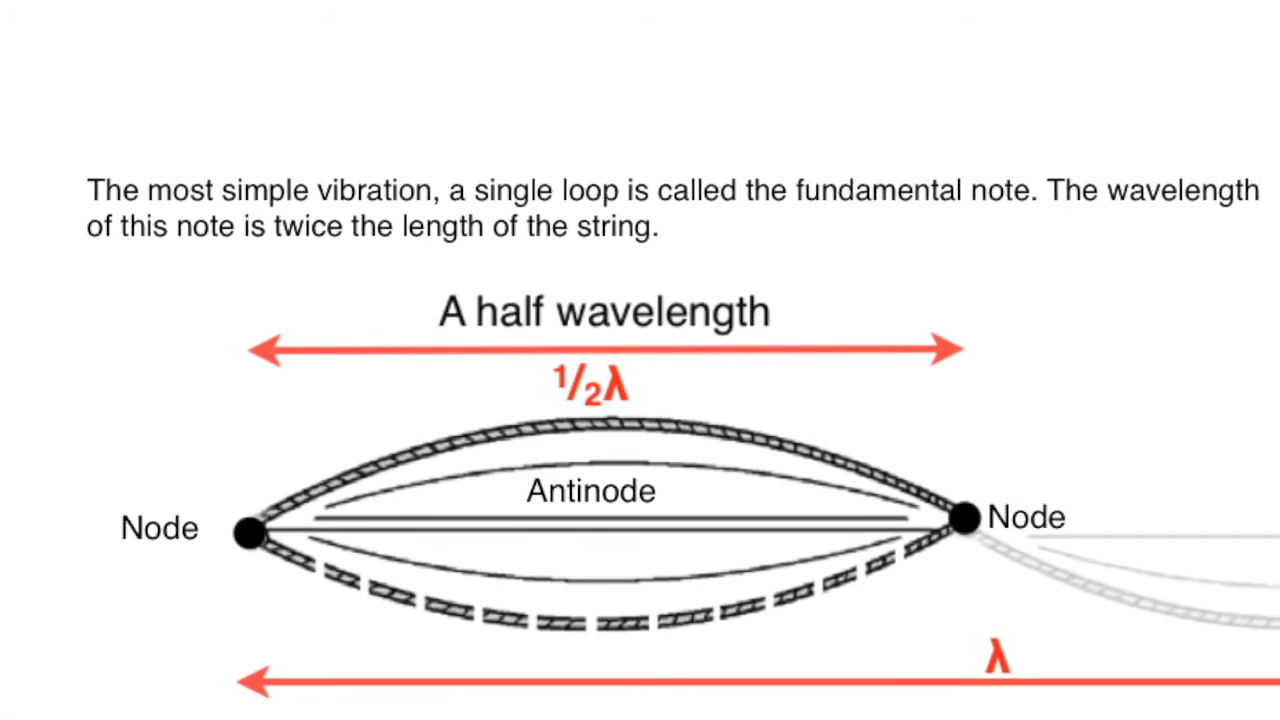 The most simple vibration, a single loop is called the fundamental note. The wavelength
of this note is twice the length of the string.
A half wavelength
1/2λ
Antinode
Node
Node
λ